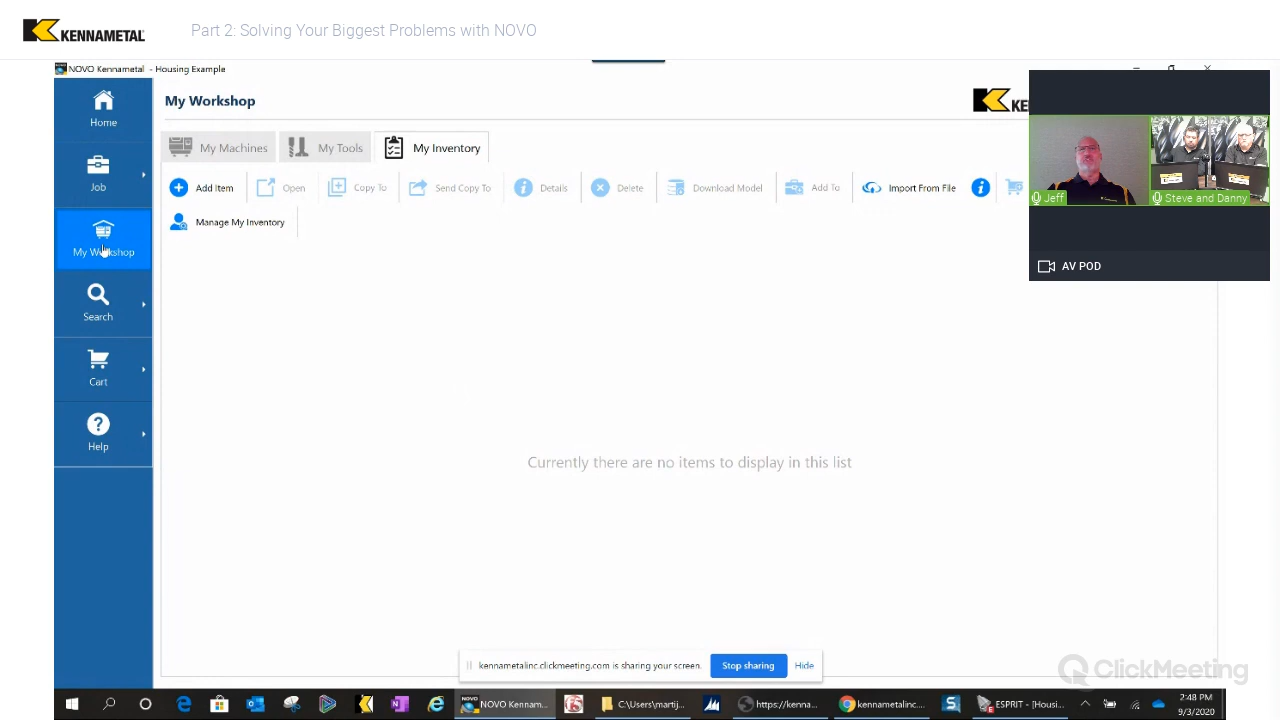 KENNAMETAL
Part 2: Solving Your Biggest Problems with NOVO
NOVO Kennametal - Housing Example
Home
Job
My Workshop
Search
Cart
Help
My Workshop
My Machines
My Tools
My Inventory
Add Item
Open
Copy To
Send Copy To
Details
Delete
Download Model
Add To
Import From File
Manage My Inventory
Jeff
Steve and Danny
AV POD
Currently there are no items to display in this list
kennametalinc.clickmeeting.com is sharing your screen.
Stop sharing
Hide
ClickMeeting
NOVO Kennam...
C:\Users\martij...
https://kenna...
kennametalinc...
ESPRIT - [Housi...
2:48 PM
9/3/2020